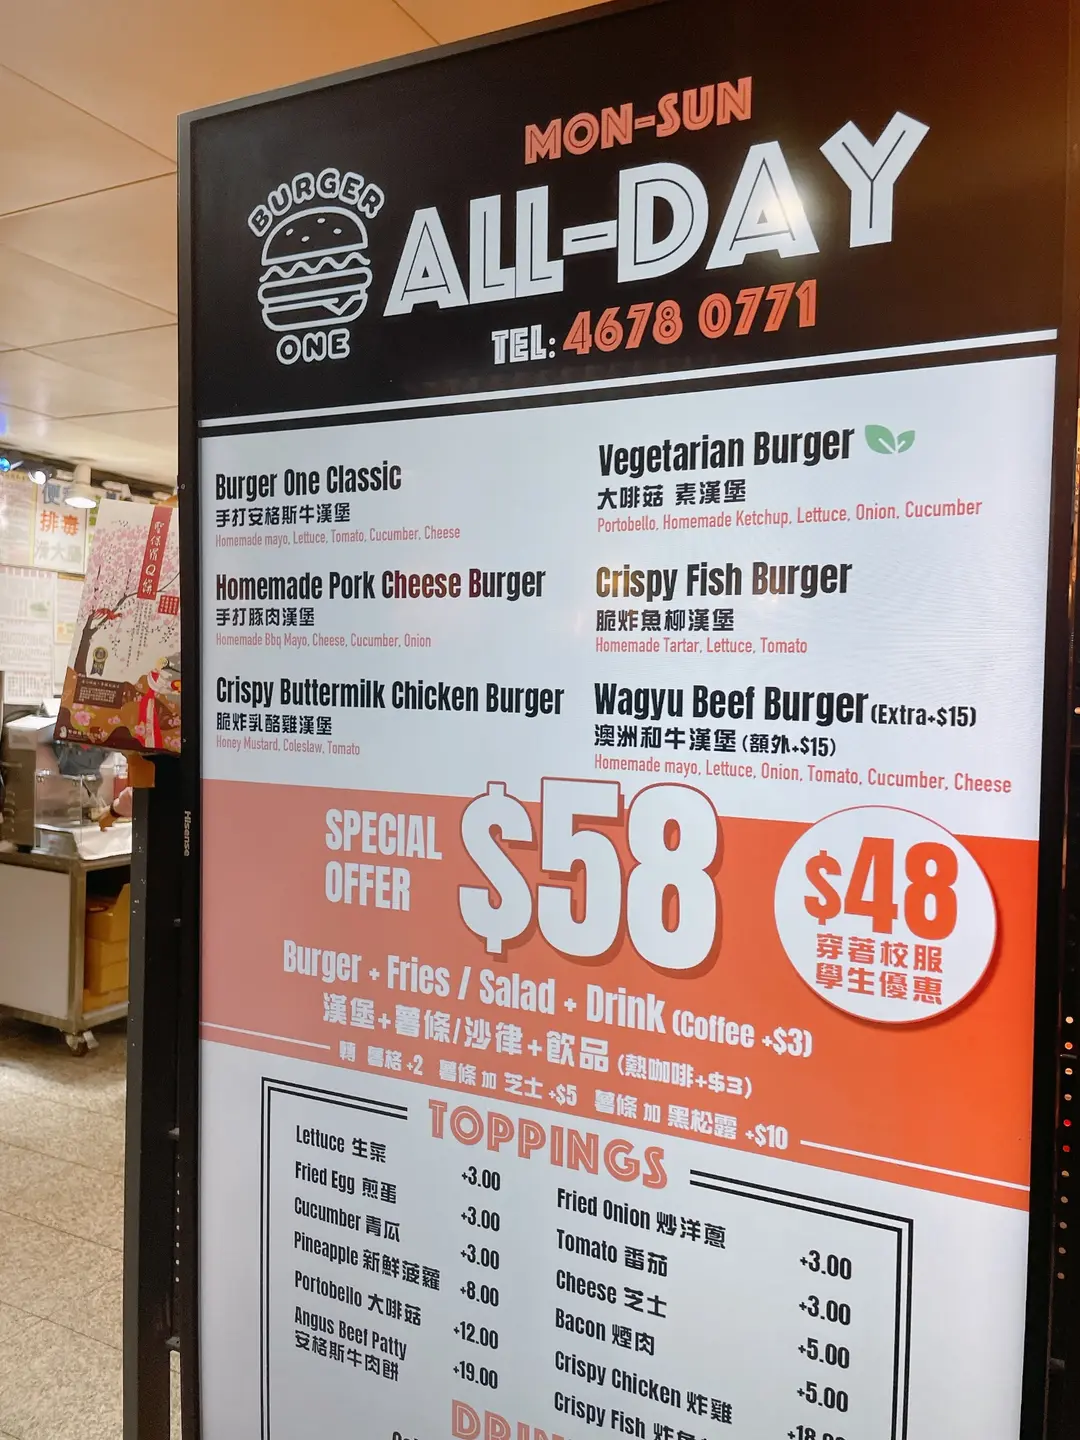 MON-SUN
BURGER
ONE
ALL-DAY
TEL: 4678 0771
Burger One Classic
手打安格斯牛漢堡
Homemade mayo, Lettuce, Tomato, Cucumber, Cheese
Homemade Pork Cheese Burger
手打豚肉漢堡
Homemade Bbq Mayo, Cheese, Cucumber, Onion
Crispy Buttermilk Chicken Burger
脆炸乳酪雞漢堡
Honey Mustard, Coleslaw, Tomato
Vegetarian Burger
大啡菇 素漢堡
Portobello, Homemade Ketchup, Lettuce, Onion, Cucumber
Crispy Fish Burger
脆炸魚柳漢堡
Homemade Tartar, Lettuce, Tomato
Wagyu Beef Burger (Extra+$15)
澳洲和牛漢堡 (額外+$15)
Homemade mayo, Lettuce, Onion, Tomato, Cucumber, Cheese
SPECIAL
OFFER
$58
$48
穿著校服
學生優惠
Burger + Fries / Salad + Drink (Coffee +$3)
漢堡+薯條/沙律+飲品 (熱咖啡+$3)
轉 薯格 +2 薯條 加 芝士 +$5 薯條 加 黑松露 +$10
TOPPINGS
Lettuce 生菜 +3.00
Fried Egg 煎蛋 +3.00
Cucumber 青瓜 +3.00
Pineapple 新鮮菠蘿 +8.00
Portobello 大啡菇 +12.00
Angus Beef Patty
安格斯牛肉餅 +19.00
Fried Onion 炒洋蔥 +3.00
Tomato 番茄 +3.00
Cheese 芝士 +5.00
Bacon 煙肉 +5.00
Crispy Chicken 炸雞
Crispy Fish
Hisense
排毒